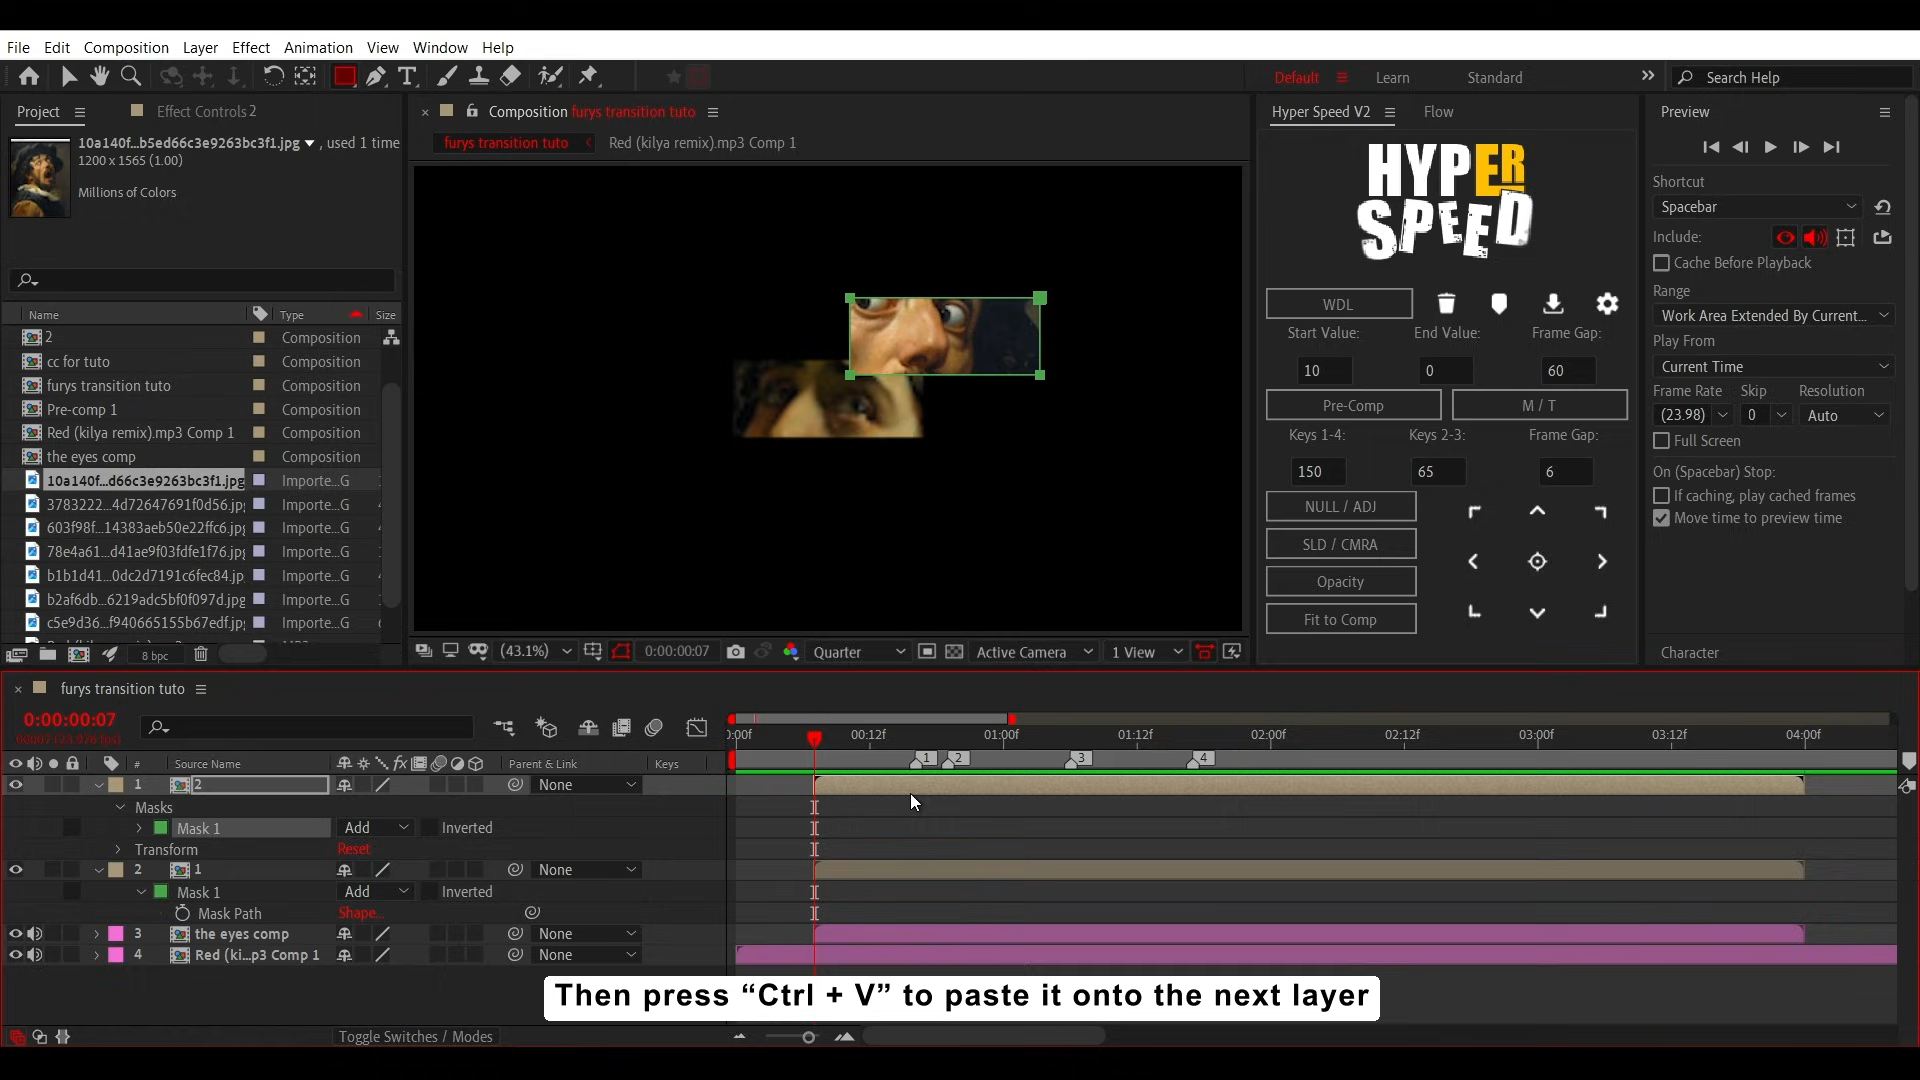 File Edit Composition Layer Effect Animation View Window Help
Default Learn Standard Search Help
Project Effect Controls 2
10a140f...b5ed66c3e9263bc3f1.jpg , used 1 time
1200 x 1565 (1.00)
Millions of Colors
Name Type Size
2 Composition
cc for tuto Composition
furys transition tuto Composition
Pre-comp 1 Composition
Red (kilya remix).mp3 Comp 1 Composition
the eyes comp Composition
10a140f...d66c3e9263bc3f1.jpg Importe...G
3783222...4d72647691f0d56.jpg Importe...G
603f98f...14383aeb50e22ffc6.jpg Importe...G
78e4a61...d41ae9f03fdfe1f76.jpg Importe...G
b1b1d41...0dc2d7191c6fec84.jp Importe...G
b2af6db...6219adc5bf0f097d.jpg Importe...G
c5e9d36...f940665155b67edf.jpg Importe...G
8 bpc
Composition furys transition tuto
furys transition tuto Red (kilya remix).mp3 Comp 1
(43.1%) 0:00:00:07 Quarter Active Camera 1 View
Hyper Speed V2 Flow
HYPER
SPEED
WDL
Start Value: End Value: Frame Gap:
10 0 60
Pre-Comp M / T
Keys 1-4: Keys 2-3: Frame Gap:
150 65 6
NULL / ADJ
SLD / CMRA
Opacity
Fit to Comp
Preview
Shortcut
Spacebar
Include:
Cache Before Playback
Range
Work Area Extended By Current...
Play From
Current Time
Frame Rate Skip Resolution
(23.98) 0 Auto
Full Screen
On (Spacebar) Stop:
If caching, play cached frames
Move time to preview time
Character
furys transition tuto
0:00:00:07
00007 (23.976 fps)
:00f 00:12f 01:00f 01:12f 02:00f 02:12f 03:00f 03:12f 04:00f
1 2 3 4
# Source Name Parent & Link Keys
1 2 None
Masks
Mask 1 Add Inverted
Transform Reset
2 1 None
Mask 1 Add Inverted
Mask Path Shape...
3 the eyes comp None
4 Red (ki...p3 Comp 1 None
Then press “Ctrl + V” to paste it onto the next layer
Toggle Switches / Modes